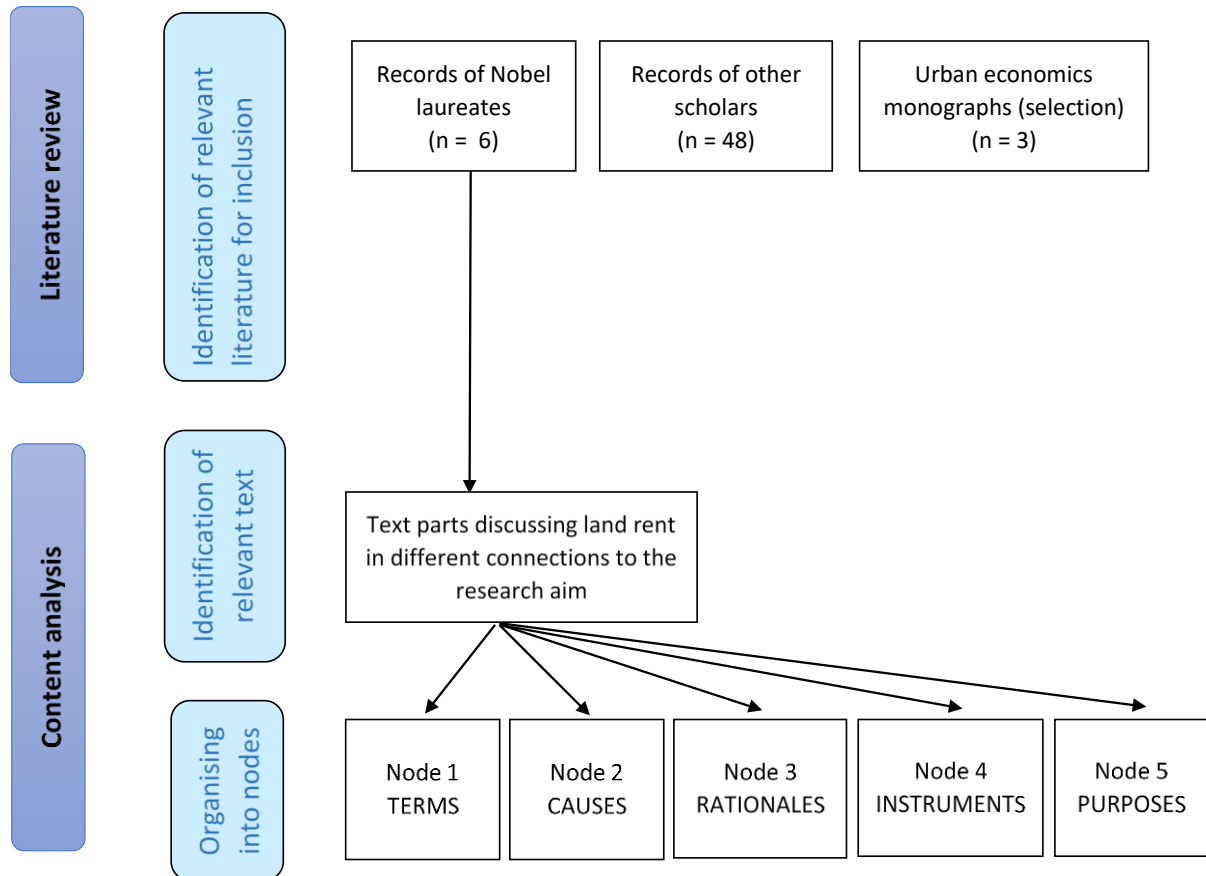 Literature review
Identification of relevant
literature for inclusion
Records of Nobel
laureates
(n = 6)
Records of other
scholars
(n = 48)
Urban economics
monographs (selection)
(n = 3)
Content analysis
Identification of
relevant text
Text parts discussing land rent
in different connections to the
research aim
Organising
into nodes
Node 1
TERMS
Node 2
CAUSES
Node 3
RATIONALES
Node 4
INSTRUMENTS
Node 5
PURPOSES